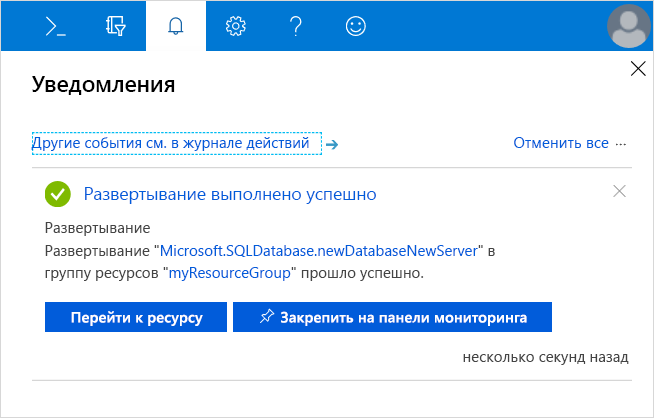 Уведомления
Другие события см. в журнале действий
Отменить все ...
Развертывание выполнено успешно
Развертывание
Развертывание "Microsoft.SQLDatabase.newDatabaseNewServer" в
группу ресурсов "myResourceGroup" прошло успешно.
Перейти к ресурсу
Закрепить на панели мониторинга
несколько секунд назад